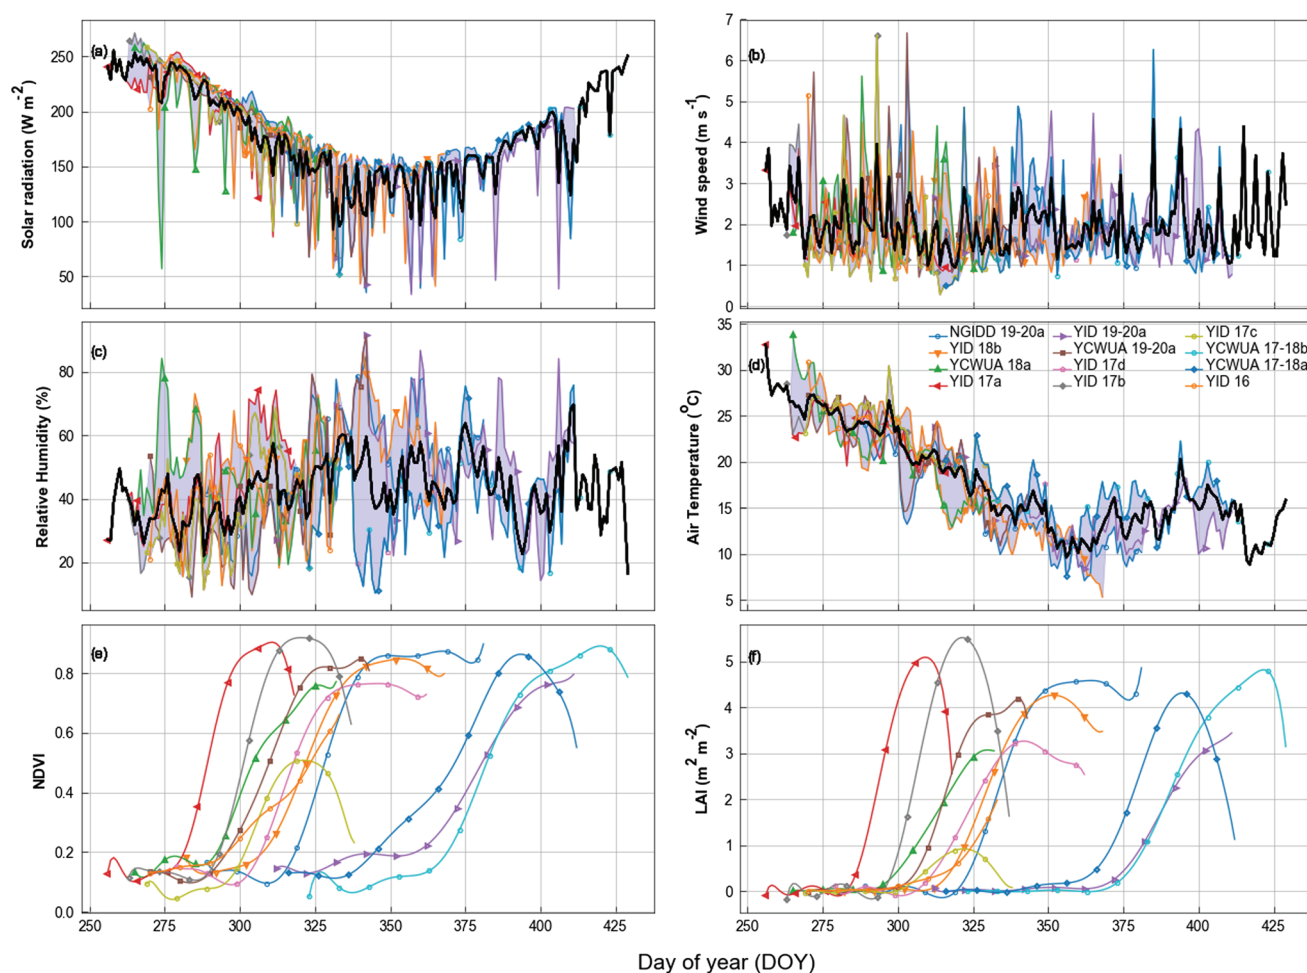 (a)
Solar radiation (W m-2)
250
200
150
100
50
(b)
Wind speed (m s-1)
7
6
5
4
3
2
1
0
(c)
Relative Humidity (%)
80
60
40
20
(d)
Air Temperature (°C)
35
30
25
20
15
10
5
NGIDD 19-20a
YID 18b
YCWUA 18a
YID 17a
YID 19-20a
YCWUA 19-20a
YID 17d
YID 17b
YID 17c
YCWUA 17-18b
YCWUA 17-18a
YID 16
(e)
NDVI
0.8
0.6
0.4
0.2
0.0
250 275 300 325 350 375 400 425
(f)
LAI (m2 m-2)
5
4
3
2
1
0
250 275 300 325 350 375 400 425
Day of year (DOY)